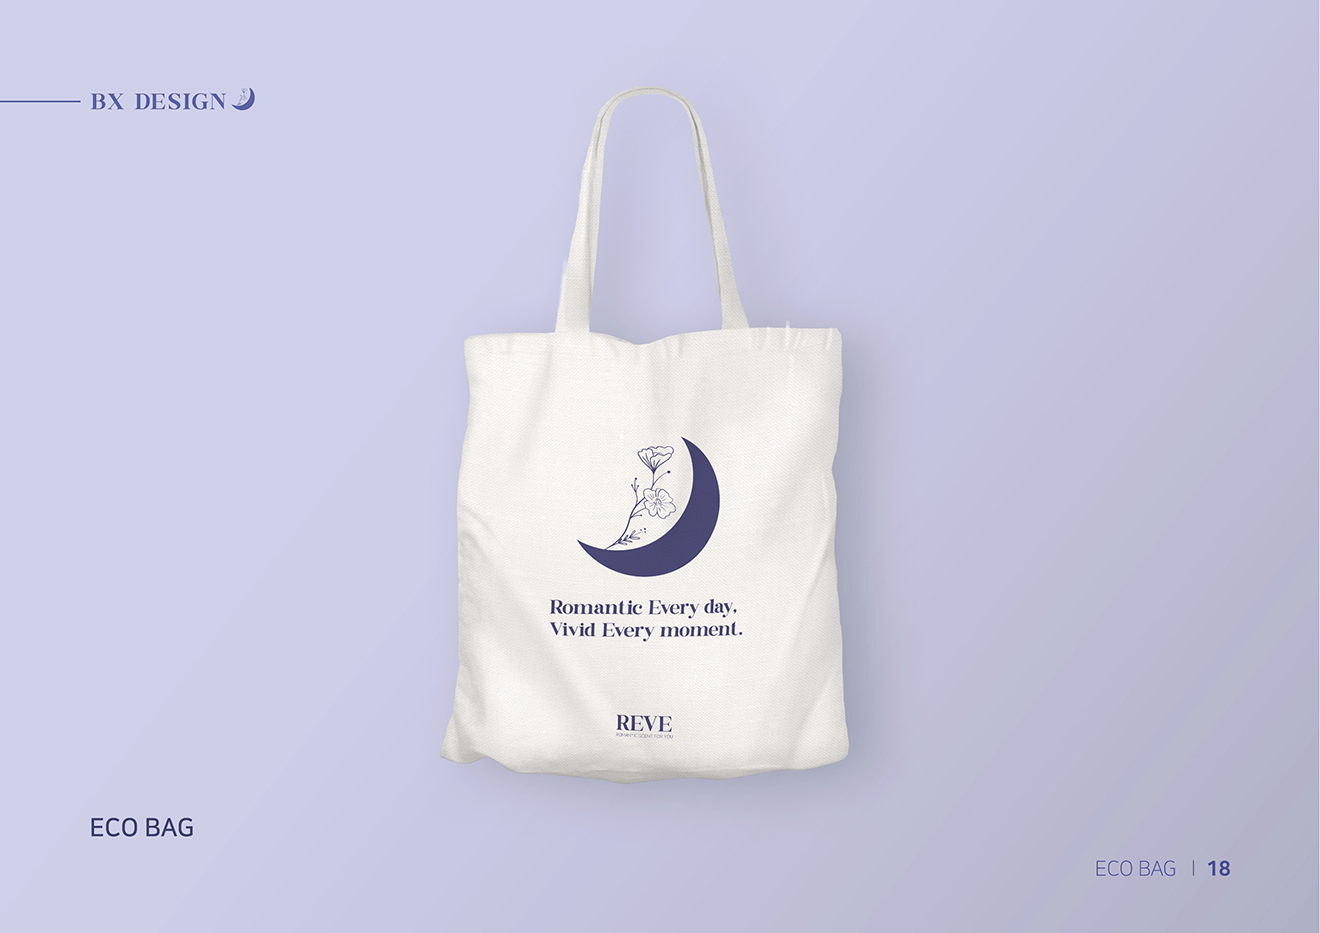 BX DESIGN
Romantic Every day,
Vivid Every moment.
REVE
ROMANTIC SCENT FOR YOU
ECO BAG
ECO BAG | 18